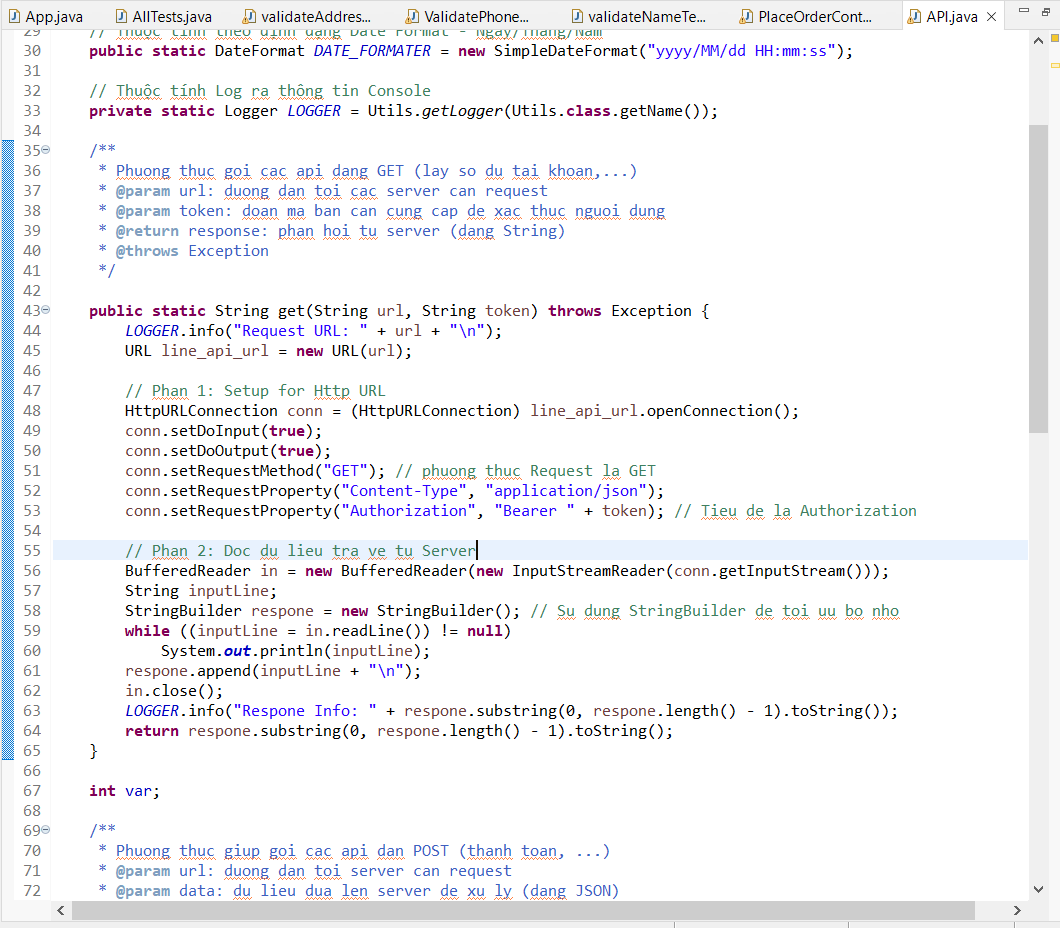 App.java AllTests.java validateAddres... ValidatePhone... validateNameTe... PlaceOrderCont... API.java
29 // Thuộc tính theo định dạng Date Format - Ngày/Tháng/Năm
30 public static DateFormat DATE_FORMATER = new SimpleDateFormat("yyyy/MM/dd HH:mm:ss");
31
32 // Thuộc tính Log ra thông tin Console
33 private static Logger LOGGER = Utils.getLogger(Utils.class.getName());
34
35 /**
36 * Phuong thuc goi cac api dang GET (lay so du tai khoan,...)
37 * @param url: duong dan toi cac server can request
38 * @param token: doan ma ban can cung cap de xac thuc nguoi dung
39 * @return response: phan hoi tu server (dang String)
40 * @throws Exception
41 */
42
43 public static String get(String url, String token) throws Exception {
44 LOGGER.info("Request URL: " + url + "\n");
45 URL line_api_url = new URL(url);
46
47 // Phan 1: Setup for Http URL
48 HttpURLConnection conn = (HttpURLConnection) line_api_url.openConnection();
49 conn.setDoInput(true);
50 conn.setDoOutput(true);
51 conn.setRequestMethod("GET"); // phuong thuc Request la GET
52 conn.setRequestProperty("Content-Type", "application/json");
53 conn.setRequestProperty("Authorization", "Bearer " + token); // Tieu de la Authorization
54
55 // Phan 2: Doc du lieu tra ve tu Server
56 BufferedReader in = new BufferedReader(new InputStreamReader(conn.getInputStream()));
57 String inputLine;
58 StringBuilder respone = new StringBuilder(); // Su dung StringBuilder de toi uu bo nho
59 while ((inputLine = in.readLine()) != null)
60 System.out.println(inputLine);
61 respone.append(inputLine + "\n");
62 in.close();
63 LOGGER.info("Respone Info: " + respone.substring(0, respone.length() - 1).toString());
64 return respone.substring(0, respone.length() - 1).toString();
65 }
66
67 int var;
68
69 /**
70 * Phuong thuc giup goi cac api dan POST (thanh toan, ...)
71 * @param url: duong dan toi server can request
72 * @param data: du lieu dua len server de xu ly (dang JSON)